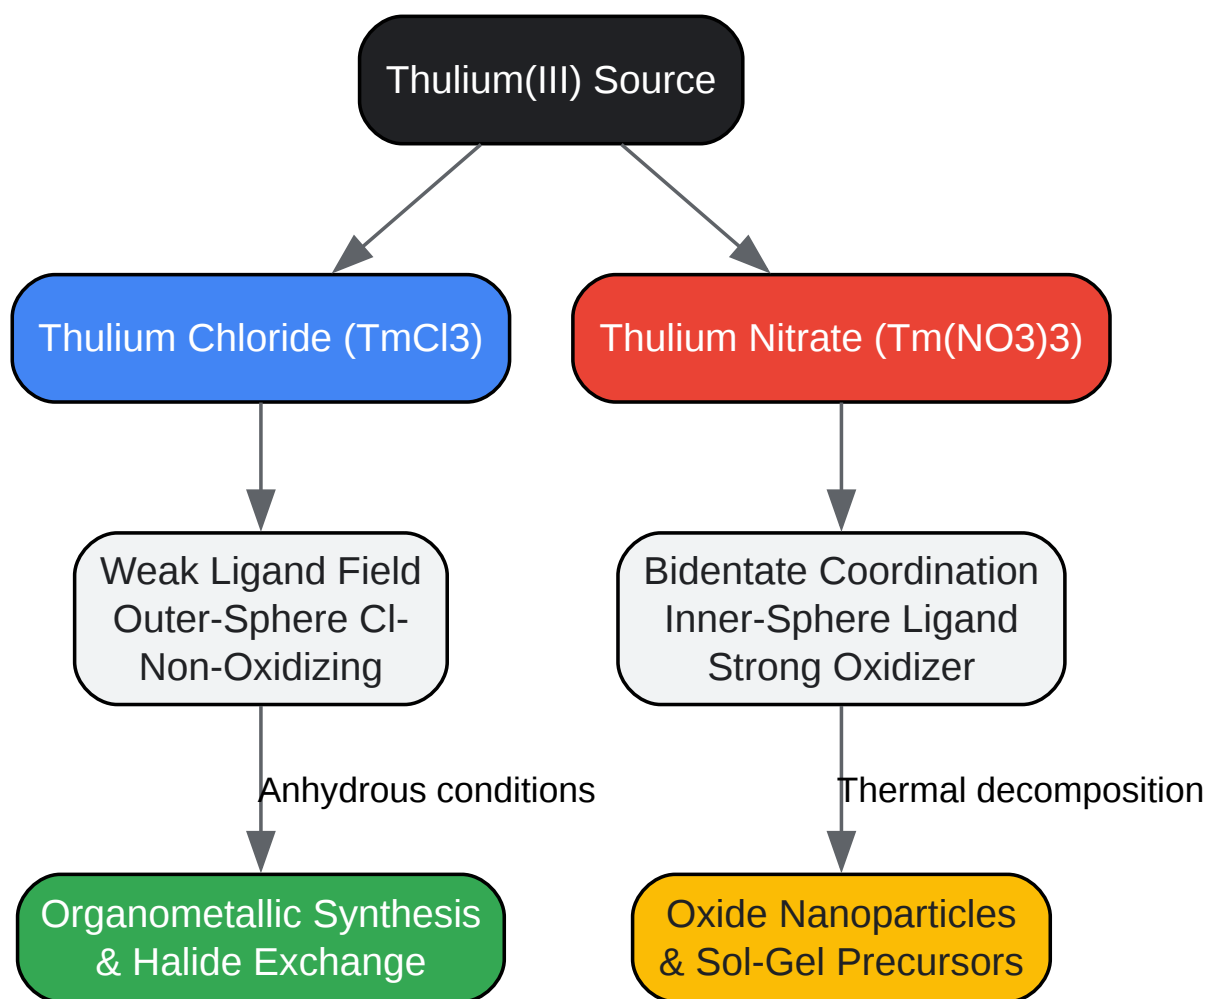 Thulium(III) Source
Thulium Chloride (TmCl3)
Thulium Nitrate (Tm(NO3)3)
Weak Ligand Field
Outer-Sphere Cl-
Non-Oxidizing
Bidentate Coordination
Inner-Sphere Ligand
Strong Oxidizer
Anhydrous conditions
Thermal decomposition
Organometallic Synthesis
& Halide Exchange
Oxide Nanoparticles
& Sol-Gel Precursors